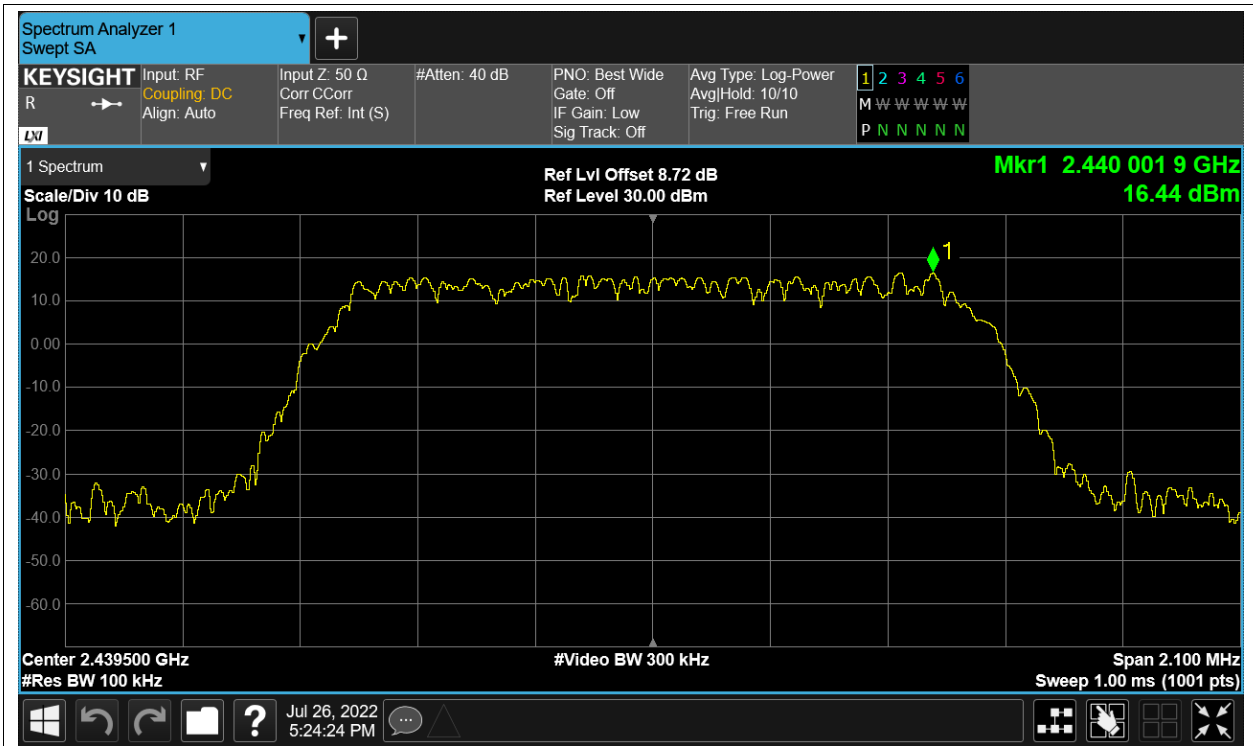 Spectrum Analyzer 1
Swept SA
KEYSIGHT
R
LXI
Input: RF
Coupling: DC
Align: Auto
Input Z: 50 Ω
Corr CCorr
Freq Ref: Int (S)
#Atten: 40 dB
PNO: Best Wide
Gate: Off
IF Gain: Low
Sig Track: Off
Avg Type: Log-Power
Avg|Hold: 10/10
Trig: Free Run
1 2 3 4 5 6
M W W W W W
P N N N N N
1 Spectrum
Scale/Div 10 dB
Log
Ref Lvl Offset 8.72 dB
Ref Level 30.00 dBm
Mkr1 2.440 001 9 GHz
16.44 dBm
1
20.0
10.0
0.00
-10.0
-20.0
-30.0
-40.0
-50.0
-60.0
Center 2.439500 GHz
#Video BW 300 kHz
Span 2.100 MHz
#Res BW 100 kHz
Sweep 1.00 ms (1001 pts)
?
Jul 26, 2022
5:24:24 PM